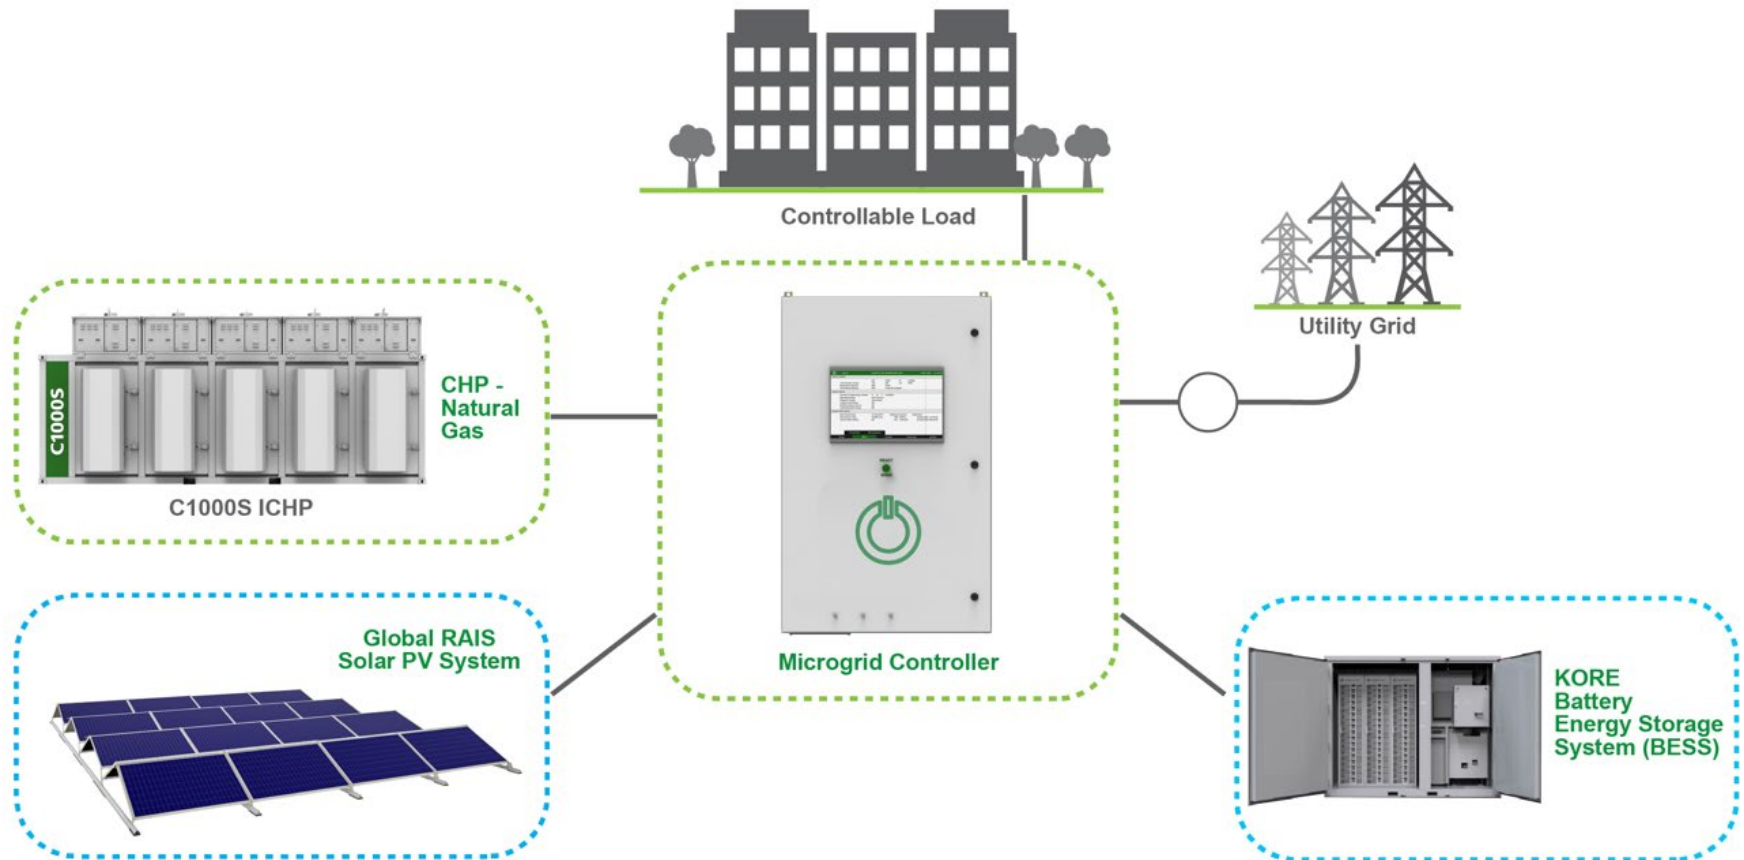 Controllable Load
Utility Grid
C1000S
CHP -
Natural
Gas
C1000S ICHP
Microgrid Controller
Global RAIS
Solar PV System
KORE
Battery
Energy Storage
System (BESS)